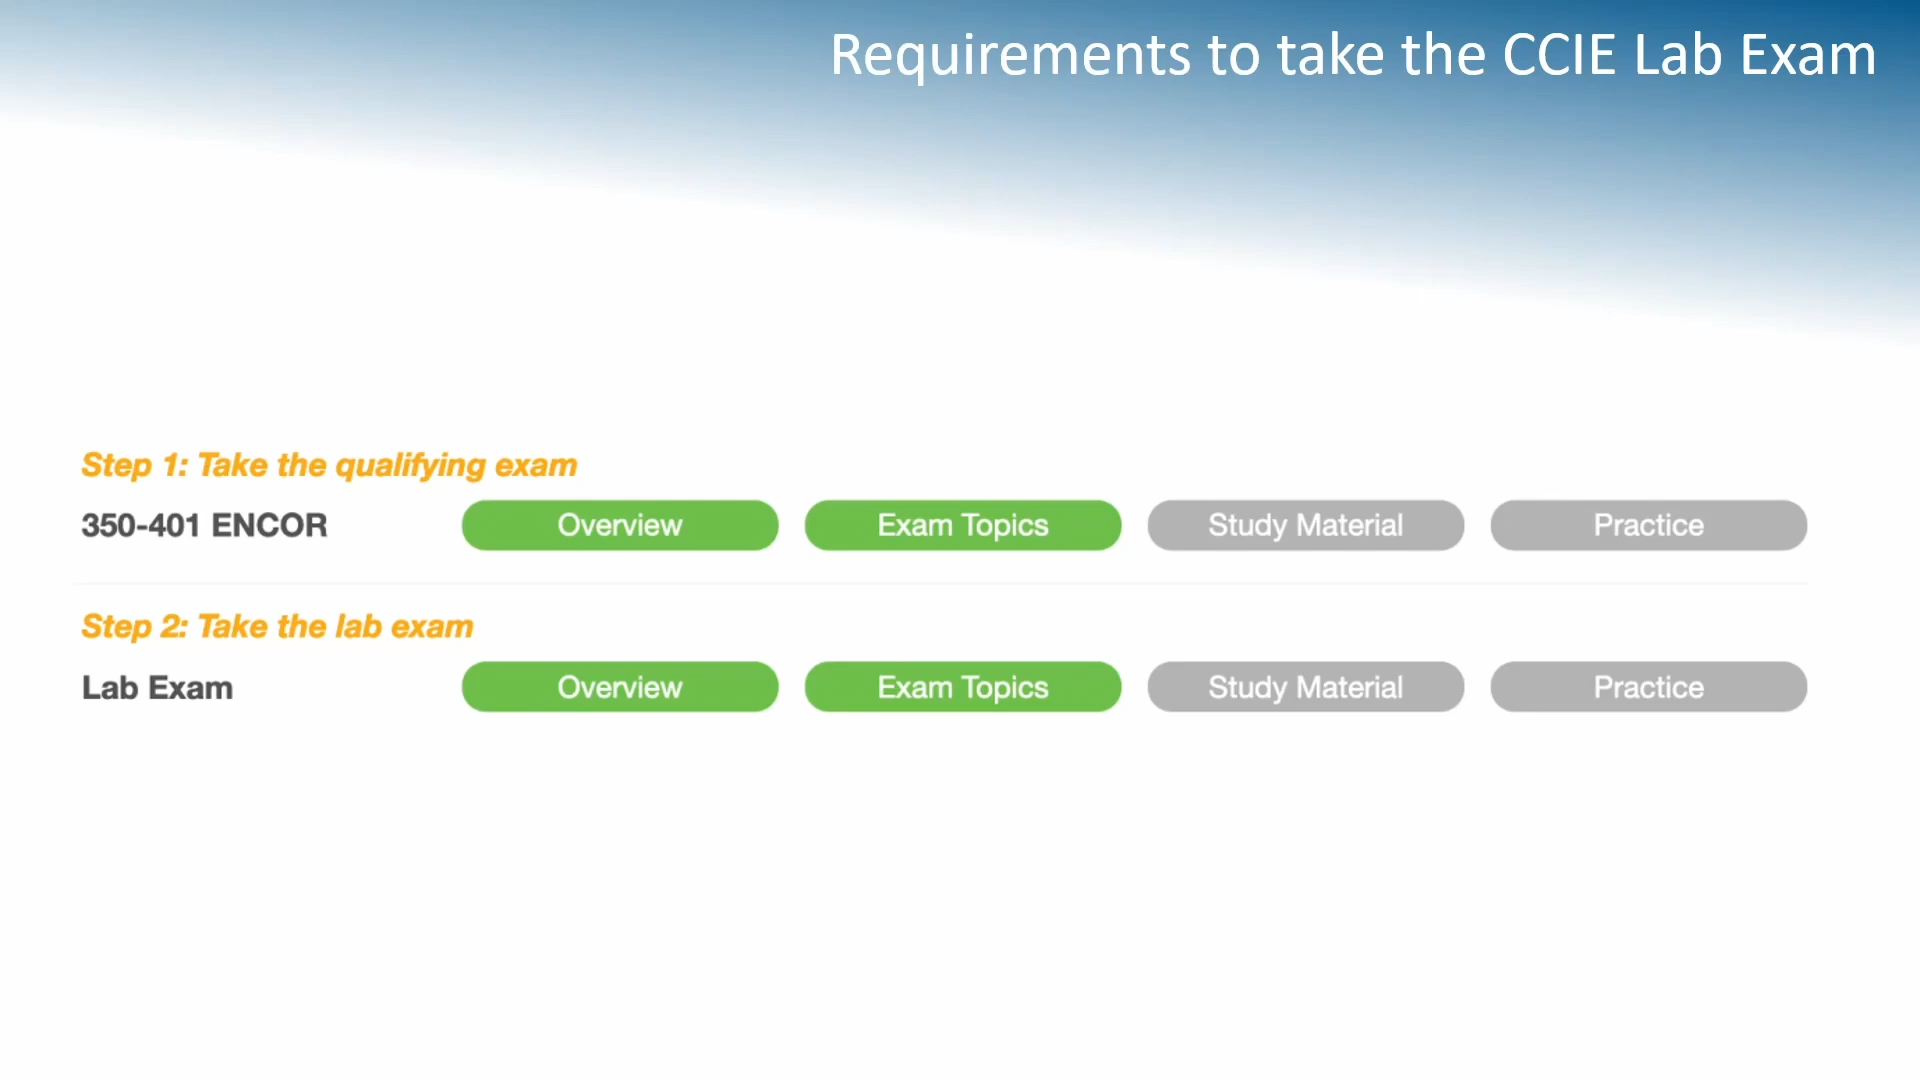 Requirements to take the CCIE Lab Exam
Step 1: Take the qualifying exam
350-401 ENCOR Overview Exam Topics Study Material Practice
Step 2: Take the lab exam
Lab Exam Overview Exam Topics Study Material Practice